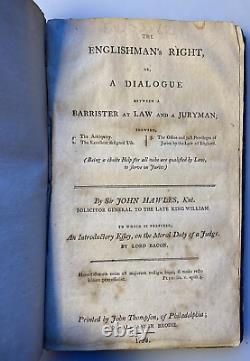 THE
ENGLISHMAN'S RIGHT,
OR,
A DIALOGUE
BETWEEN A
BARRISTER AT LAW AND A JURYMAN;
SHEWING,
1. The Antiquity,
2. The Excellent designed Use,
3. The Office and just Privileges of
Juries by the Law of England.
(Being a choice Help for all who are qualified by Law,
to serve on Juries)
By Sir JOHN HAWLES, Knt.
SOLICITOR GENERAL TO THE LATE KING WILLIAM.
TO WHICH IS PREFIXED,
An Introductory Essay, on the Moral Duty of a Judge.
BY LORD BACON.
Printed by John Thompson, of Philadelphia;